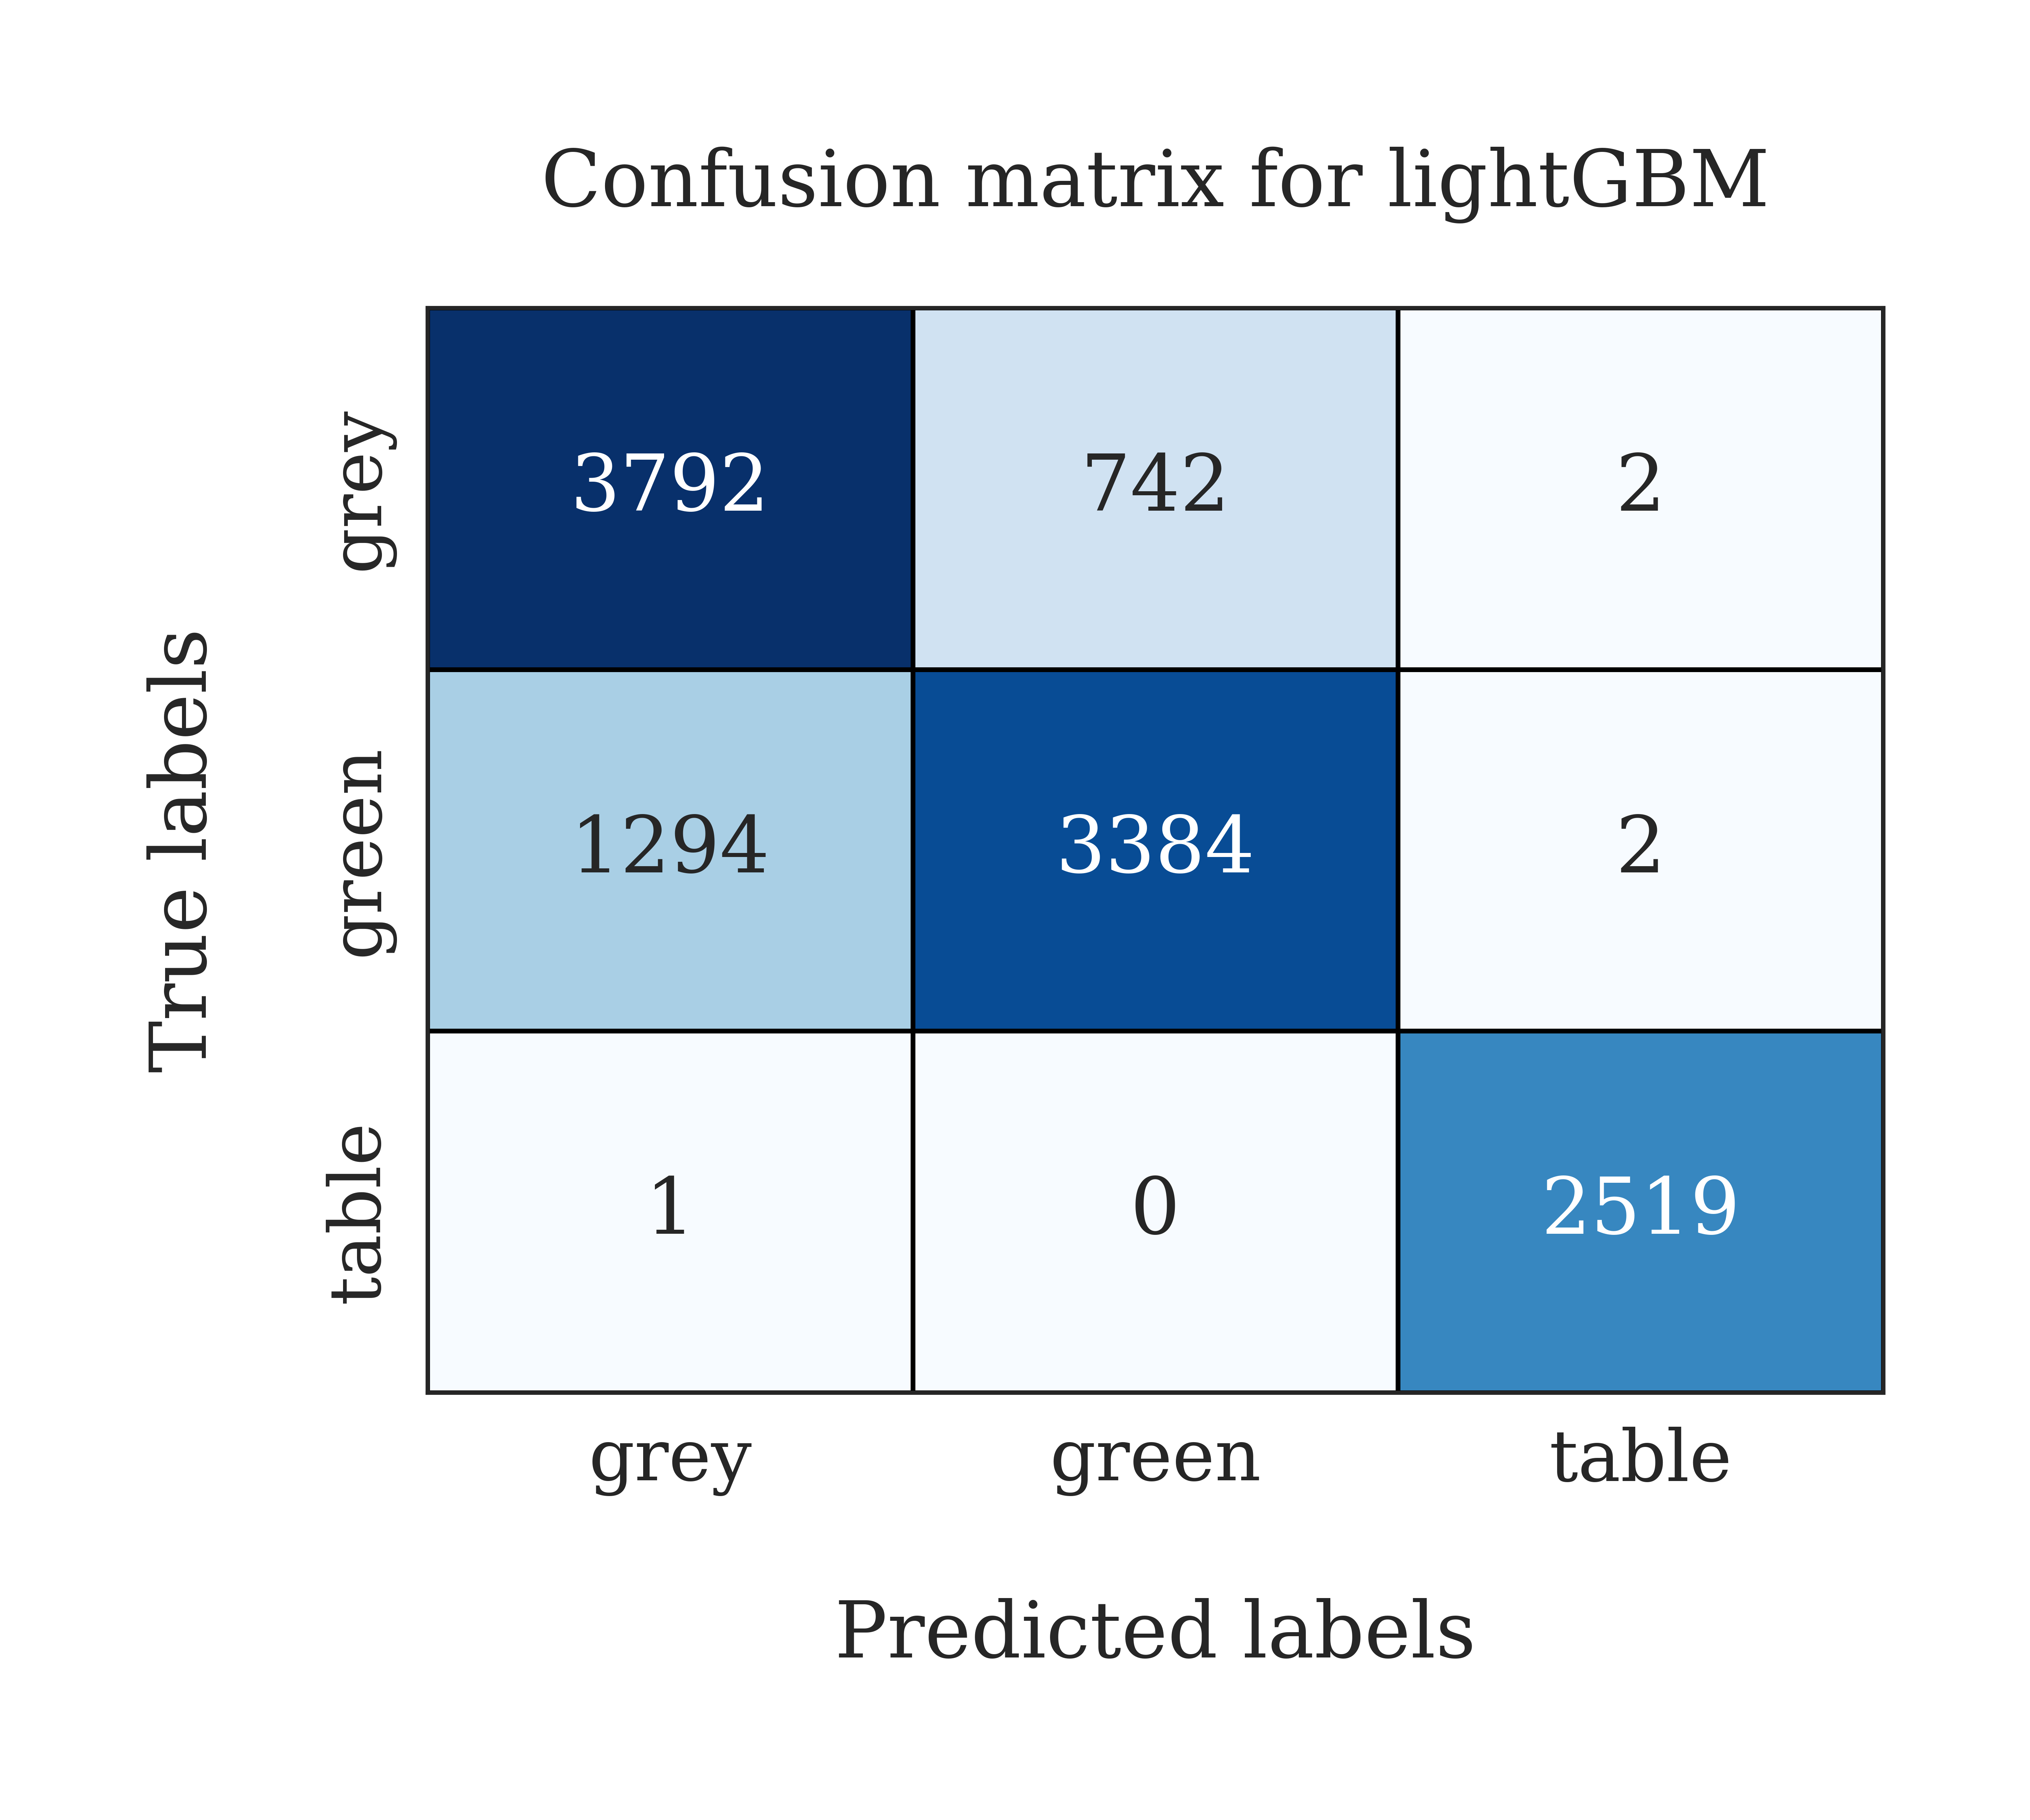 Confusion matrix for lightGBM
True labels
grey
3792 742 2
green
1294 3384 2
table
1 0 2519
grey green table
Predicted labels